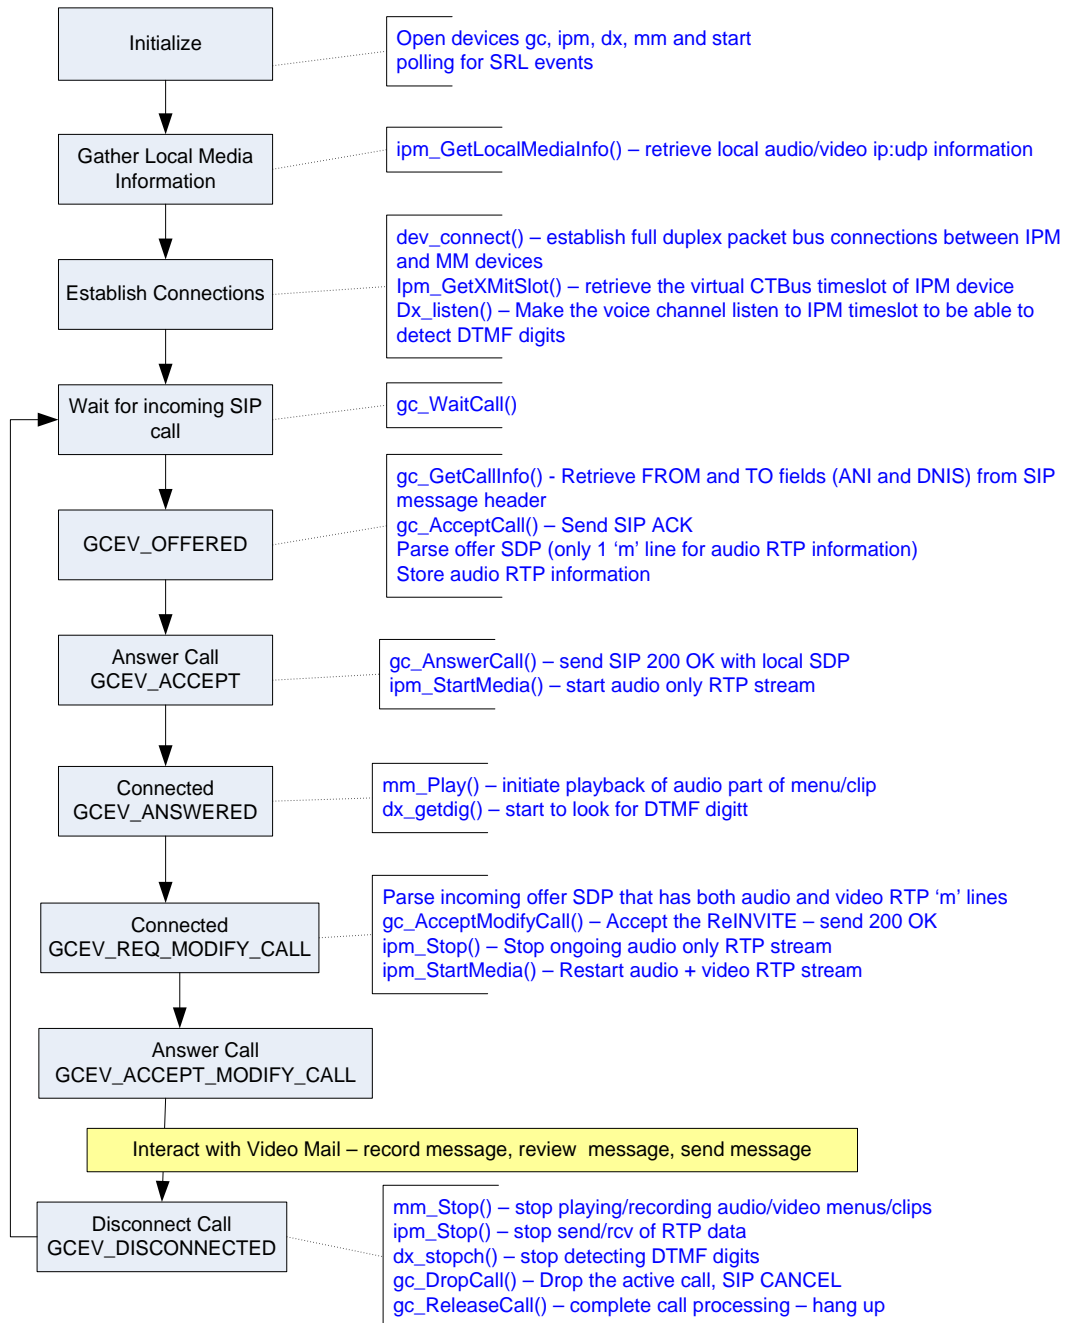 Initialize
Open devices gc, ipm, dx, mm and start
polling for SRL events
Gather Local Media
Information
ipm_GetLocalMediaInfo() – retrieve local audio/video ip:udp information
Establish Connections
dev_connect() – establish full duplex packet bus connections between IPM
and MM devices
Ipm_GetXMitSlot() – retrieve the virtual CTBus timeslot of IPM device
Dx_listen() – Make the voice channel listen to IPM timeslot to be able to
detect DTMF digits
Wait for incoming SIP
call
gc_WaitCall()
GCEV_OFFERED
gc_GetCallInfo() - Retrieve FROM and TO fields (ANI and DNIS) from SIP
message header
gc_AcceptCall() – Send SIP ACK
Parse offer SDP (only 1 ‘m’ line for audio RTP information)
Store audio RTP information
Answer Call
GCEV_ACCEPT
gc_AnswerCall() – send SIP 200 OK with local SDP
ipm_StartMedia() – start audio only RTP stream
Connected
GCEV_ANSWERED
mm_Play() – initiate playback of audio part of menu/clip
dx_getdig() – start to look for DTMF digitt
Connected
GCEV_REQ_MODIFY_CALL
Parse incoming offer SDP that has both audio and video RTP ‘m’ lines
gc_AcceptModifyCall() – Accept the ReINVITE – send 200 OK
ipm_Stop() – Stop ongoing audio only RTP stream
ipm_StartMedia() – Restart audio + video RTP stream
Answer Call
GCEV_ACCEPT_MODIFY_CALL
Interact with Video Mail – record message, review  message, send message
Disconnect Call
GCEV_DISCONNECTED
mm_Stop() – stop playing/recording audio/video menus/clips
ipm_Stop() – stop send/rcv of RTP data
dx_stopch() – stop detecting DTMF digits
gc_DropCall() – Drop the active call, SIP CANCEL
gc_ReleaseCall() – complete call processing – hang up